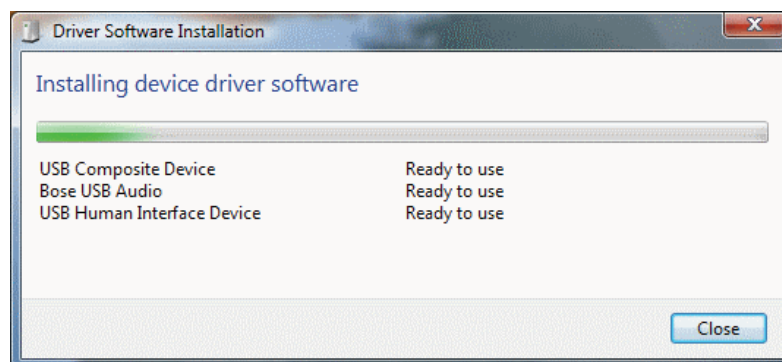 Driver Software Installation
Installing device driver software
USB Composite Device Ready to use
Bose USB Audio Ready to use
USB Human Interface Device Ready to use
Close